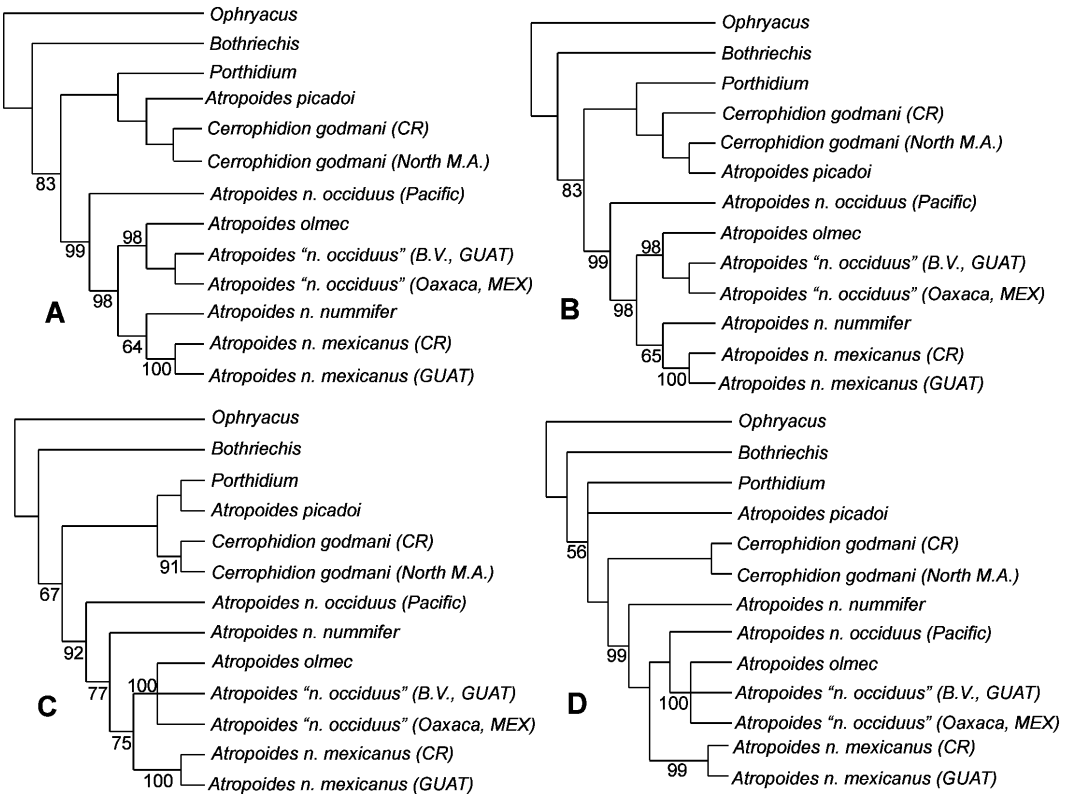 Ophryacus
Bothriechis
Porthidium
Atropoides picadoi
Cerrophidion godmani (CR)
Cerrophidion godmani (North M.A.)
83
Atropoides n. occiduus (Pacific)
Atropoides olmec
98
99
Atropoides “n. occiduus” (B.V., GUAT)
Atropoides “n. occiduus” (Oaxaca, MEX)
98
A
Atropoides n. nummifer
64
Atropoides n. mexicanus (CR)
100
Atropoides n. mexicanus (GUAT)
Ophryacus
Bothriechis
Porthidium
Cerrophidion godmani (CR)
Cerrophidion godmani (North M.A.)
Atropoides picadoi
83
Atropoides n. occiduus (Pacific)
Atropoides olmec
98
99
Atropoides “n. occiduus” (B.V., GUAT)
Atropoides “n. occiduus” (Oaxaca, MEX)
98
B
Atropoides n. nummifer
65
Atropoides n. mexicanus (CR)
100
Atropoides n. mexicanus (GUAT)
Ophryacus
Bothriechis
Porthidium
Atropoides picadoi
Cerrophidion godmani (CR)
91
Cerrophidion godmani (North M.A.)
67
Atropoides n. occiduus (Pacific)
Atropoides n. nummifer
92
Atropoides olmec
100
77
Atropoides “n. occiduus” (B.V., GUAT)
C
Atropoides “n. occiduus” (Oaxaca, MEX)
75
Atropoides n. mexicanus (CR)
100
Atropoides n. mexicanus (GUAT)
Ophryacus
Bothriechis
Porthidium
Atropoides picadoi
Cerrophidion godmani (CR)
56
Cerrophidion godmani (North M.A.)
Atropoides n. nummifer
Atropoides n. occiduus (Pacific)
99
Atropoides olmec
Atropoides “n. occiduus” (B.V., GUAT)
100
D
Atropoides “n. occiduus” (Oaxaca, MEX)
Atropoides n. mexicanus (CR)
99
Atropoides n. mexicanus (GUAT)